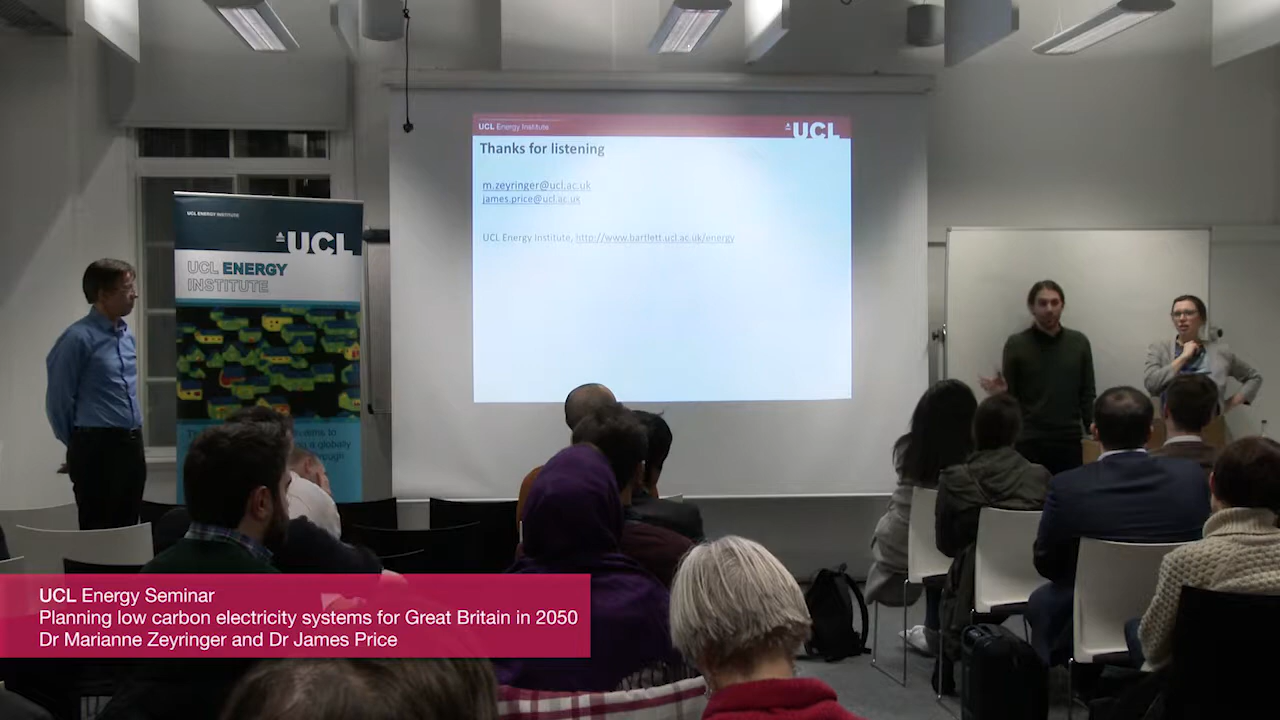 UCL Energy Institute
UCL
Thanks for listening
m.zeyringer@ucl.ac.uk
james.price@ucl.ac.uk
UCL Energy Institute, http://www.bartlett.ucl.ac.uk/energy
UCL ENERGY INSTITUTE
UCL
UCL ENERGY
INSTITUTE
UCL Energy Seminar
Planning low carbon electricity systems for Great Britain in 2050
Dr Marianne Zeyringer and Dr James Price